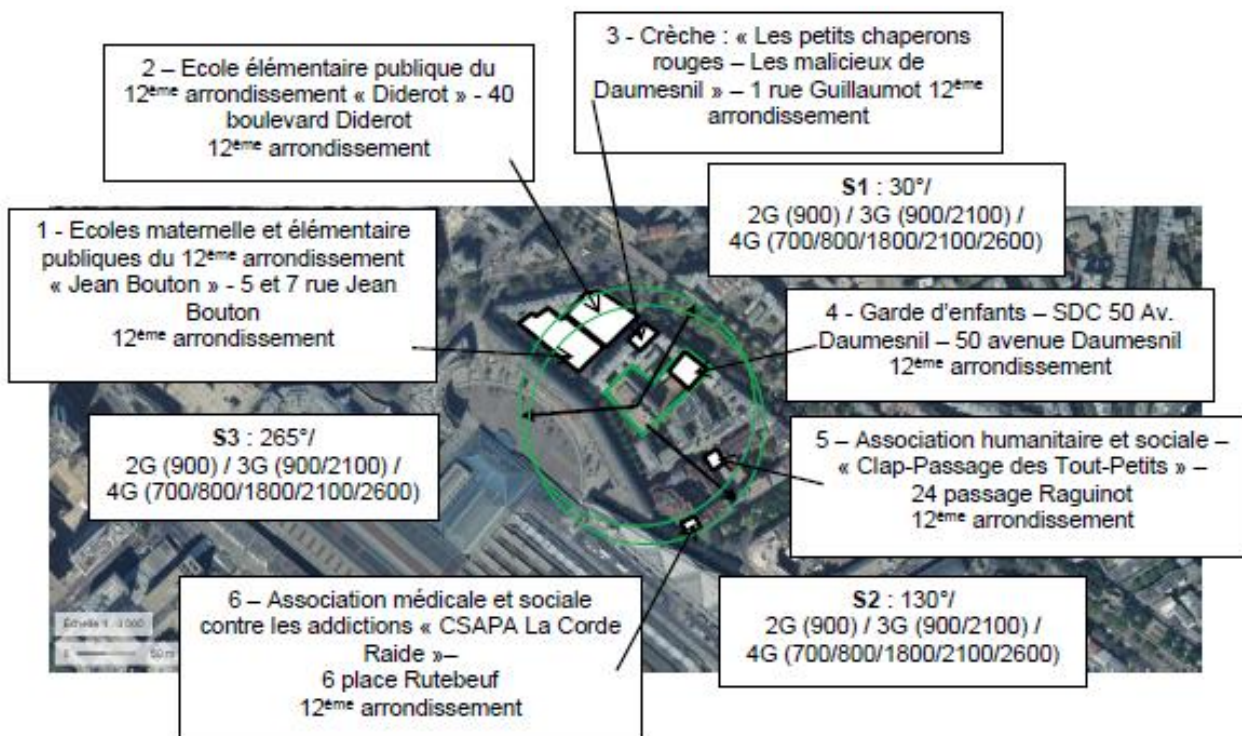 2 – Ecole élémentaire publique du
12ème arrondissement « Diderot » - 40
boulevard Diderot
12ème arrondissement
3 - Crèche : « Les petits chaperons
rouges – Les malicieux de
Daumesnil » – 1 rue Guillaumot 12ème
arrondissement
S1 : 30°/
2G (900) / 3G (900/2100) /
4G (700/800/1800/2100/2600)
1 - Ecoles maternelle et élémentaire
publiques du 12ème arrondissement
« Jean Bouton » - 5 et 7 rue Jean
Bouton
12ème arrondissement
4 - Garde d'enfants – SDC 50 Av.
Daumesnil – 50 avenue Daumesnil
12ème arrondissement
S3 : 265°/
2G (900) / 3G (900/2100) /
4G (700/800/1800/2100/2600)
5 – Association humanitaire et sociale –
« Clap-Passage des Tout-Petits » –
24 passage Raguinot
12ème arrondissement
6 – Association médicale et sociale
contre les addictions « CSAPA La Corde
Raide »–
6 place Rutebeuf
12ème arrondissement
S2 : 130°/
2G (900) / 3G (900/2100) /
4G (700/800/1800/2100/2600)
Echelle 1 :
0 50 m